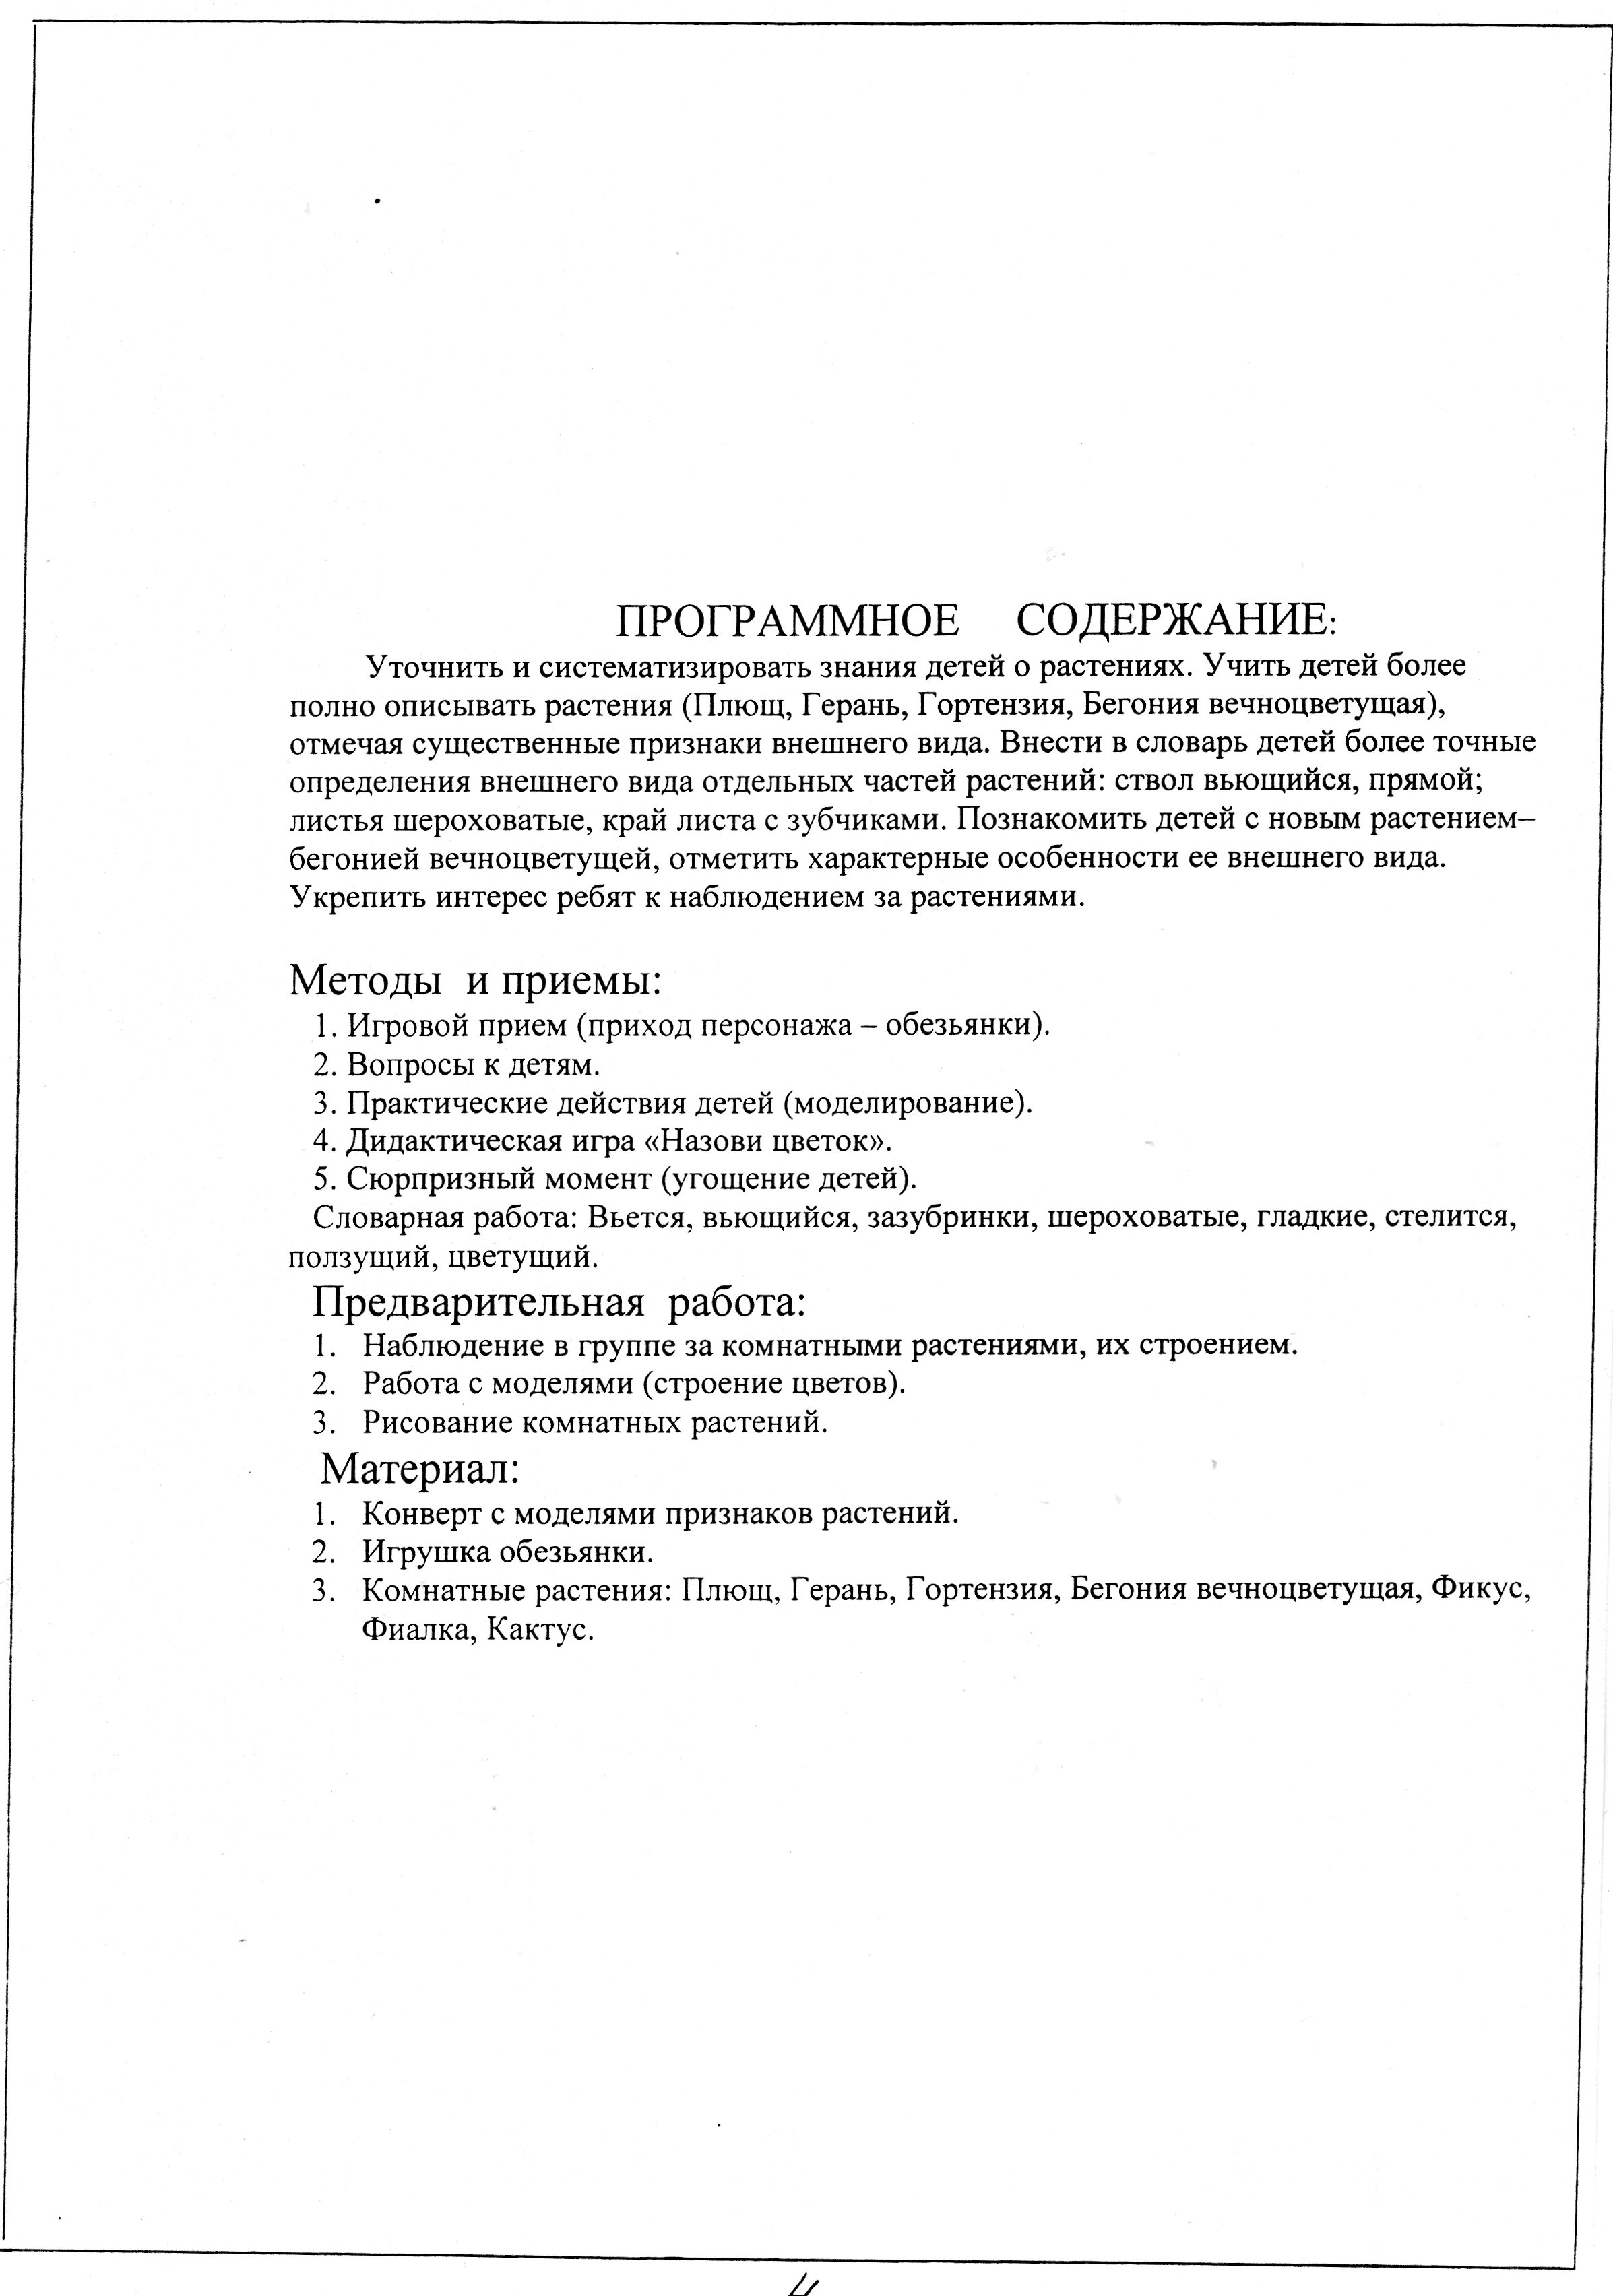 ПРОГРАММНОЕ СОДЕРЖАНИЕ:
Уточнить и систематизировать знания детей о растениях. Учить детей более
полно описывать растения (Плющ, Герань, Гортензия, Бегония вечноцветущая),
отмечая существенные признаки внешнего вида. Внести в словарь детей более точные
определения внешнего вида отдельных частей растений: ствол вьющийся, прямой;
листья шероховатые, край листа с зубчиками. Познакомить детей с новым растением–
бегонией вечноцветущей, отметить характерные особенности ее внешнего вида.
Укрепить интерес ребят к наблюдением за растениями.
Методы и приемы:
1. Игровой прием (приход персонажа – обезьянки).
2. Вопросы к детям.
3. Практические действия детей (моделирование).
4. Дидактическая игра «Назови цветок».
5. Сюрпризный момент (угощение детей).
Словарная работа: Вьется, вьющийся, зазубринки, шероховатые, гладкие, стелится,
ползущий, цветущий.
Предварительная работа:
1. Наблюдение в группе за комнатными растениями, их строением.
2. Работа с моделями (строение цветов).
3. Рисование комнатных растений.
Материал:
1. Конверт с моделями признаков растений.
2. Игрушка обезьянки.
3. Комнатные растения: Плющ, Герань, Гортензия, Бегония вечноцветущая, Фикус,
Фиалка, Кактус.